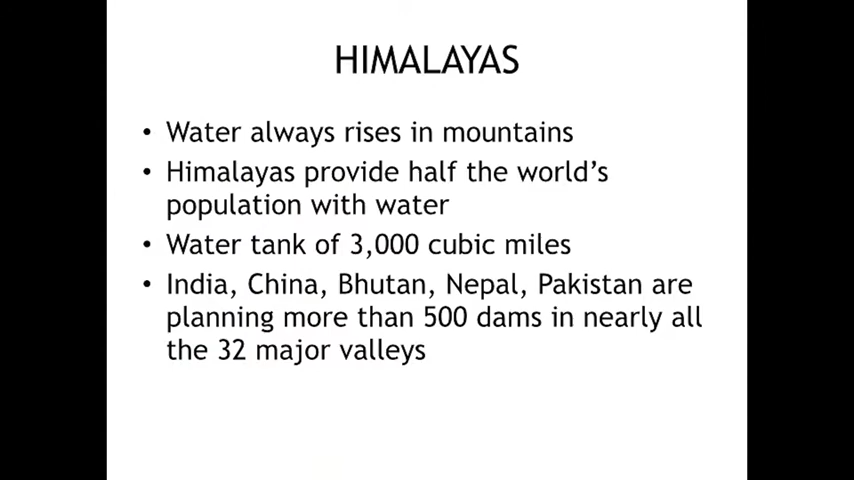 HIMALAYAS
• Water always rises in mountains
• Himalayas provide half the world's
population with water
• Water tank of 3,000 cubic miles
• India, China, Bhutan, Nepal, Pakistan are
planning more than 500 dams in nearly all
the 32 major valleys